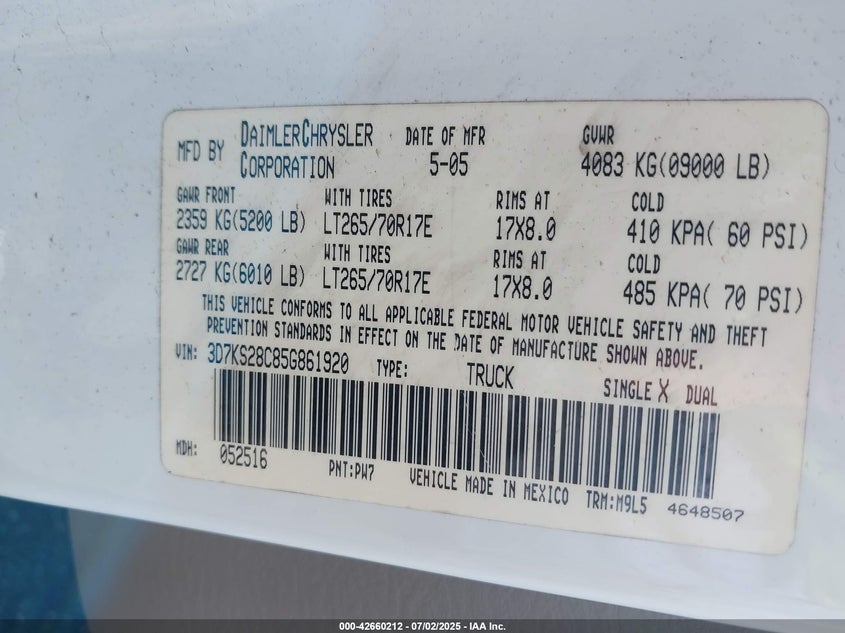 MFD BY DAIMLERCHRYSLER CORPORATION DATE OF MFR 5-05 GVWR 4083 KG(09000 LB)
GAWR FRONT WITH TIRES RIMS AT COLD
2359 KG(5200 LB) LT265/70R17E 17X8.0 410 KPA( 60 PSI)
GAWR REAR WITH TIRES RIMS AT COLD
2727 KG(6010 LB) LT265/70R17E 17X8.0 485 KPA( 70 PSI)
THIS VEHICLE CONFORMS TO ALL APPLICABLE FEDERAL MOTOR VEHICLE SAFETY AND THEFT
PREVENTION STANDARDS IN EFFECT ON THE DATE OF MANUFACTURE SHOWN ABOVE.
VIN: 3D7KS28C85G861920 TYPE: TRUCK SINGLE X DUAL
MDH: 052516 PNT:PW7 VEHICLE MADE IN MEXICO TRM:M9L5 4648507
000-42660212 - 07/02/2025 - IAA Inc.